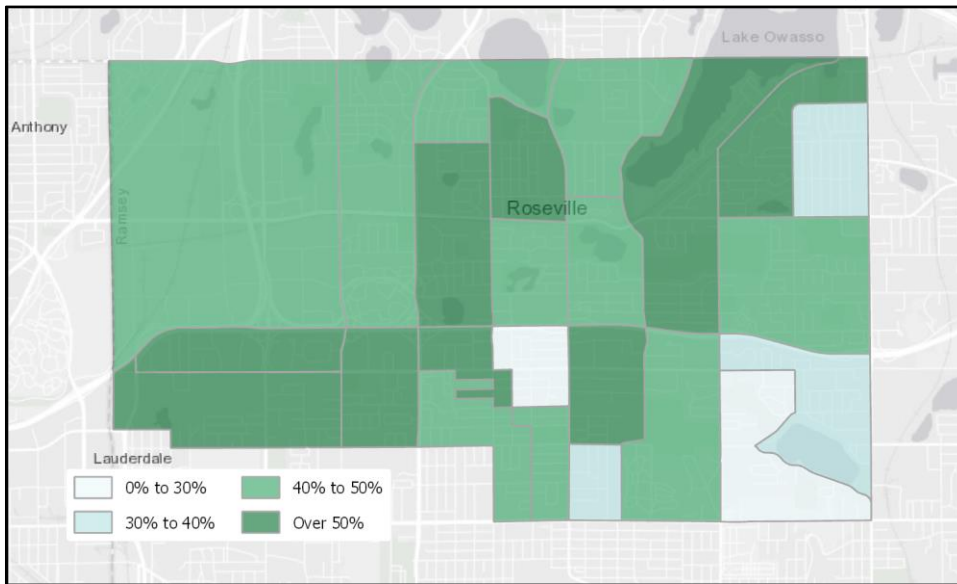 Lake Owasso
Anthony
Ramsey
Roseville
Lauderdale
0% to 30%
40% to 50%
30% to 40%
Over 50%